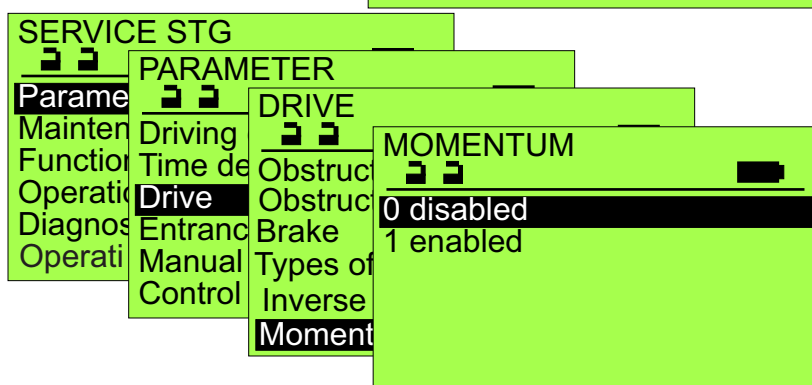 SERVICE STG
Parame
Mainten
Function
Operatio
Diagnos
Operati
PARAMETER
Driving
Time de
Drive
Entranc
Manual
Control
DRIVE
Obstruct
Obstruct
Brake
Types of
Inverse
Moment
MOMENTUM
0 disabled
1 enabled